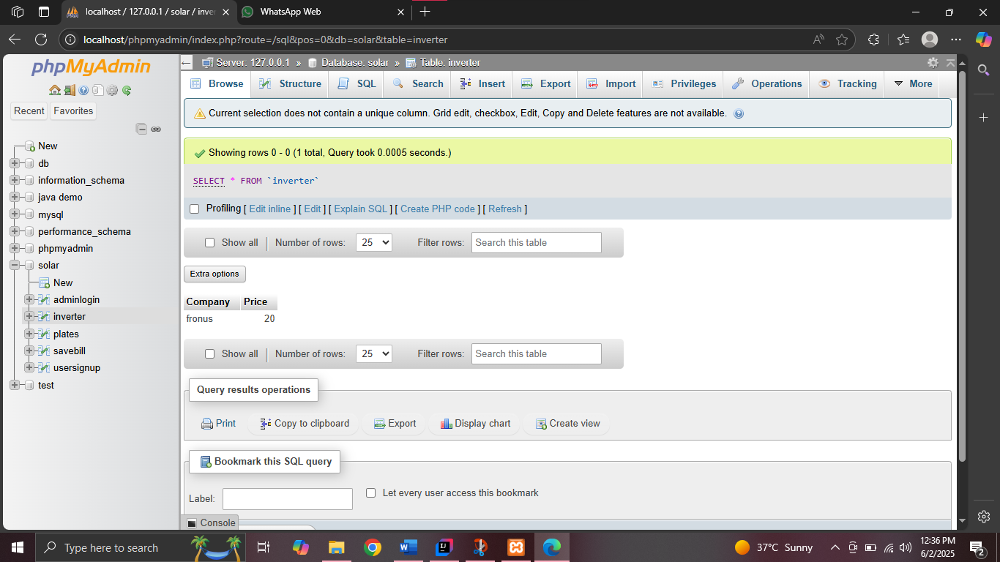 localhost / 127.0.0.1 / solar / inver
WhatsApp Web
localhost/phpmyadmin/index.php?route=/sql&pos=0&db=solar&table=inverter
phpMyAdmin
Recent
Favorites
New
db
information_schema
java demo
mysql
performance_schema
phpmyadmin
solar
New
adminlogin
inverter
plates
savebill
usersignup
test
Server: 127.0.0.1 » Database: solar » Table: inverter
Browse Structure SQL Search Insert Export Import Privileges Operations Tracking More
Current selection does not contain a unique column. Grid edit, checkbox, Edit, Copy and Delete features are not available.
Showing rows 0 - 0 (1 total, Query took 0.0005 seconds.)
SELECT * FROM `inverter`
Profiling [ Edit inline ] [ Edit ] [ Explain SQL ] [ Create PHP code ] [ Refresh ]
Show all Number of rows: 25 Filter rows: Search this table
Extra options
Company Price
fronus 20
Show all Number of rows: 25 Filter rows: Search this table
Query results operations
Print Copy to clipboard Export Display chart Create view
Bookmark this SQL query
Label: Let every user access this bookmark
Console
Type here to search
37°C Sunny
12:36 PM
6/2/2025
2